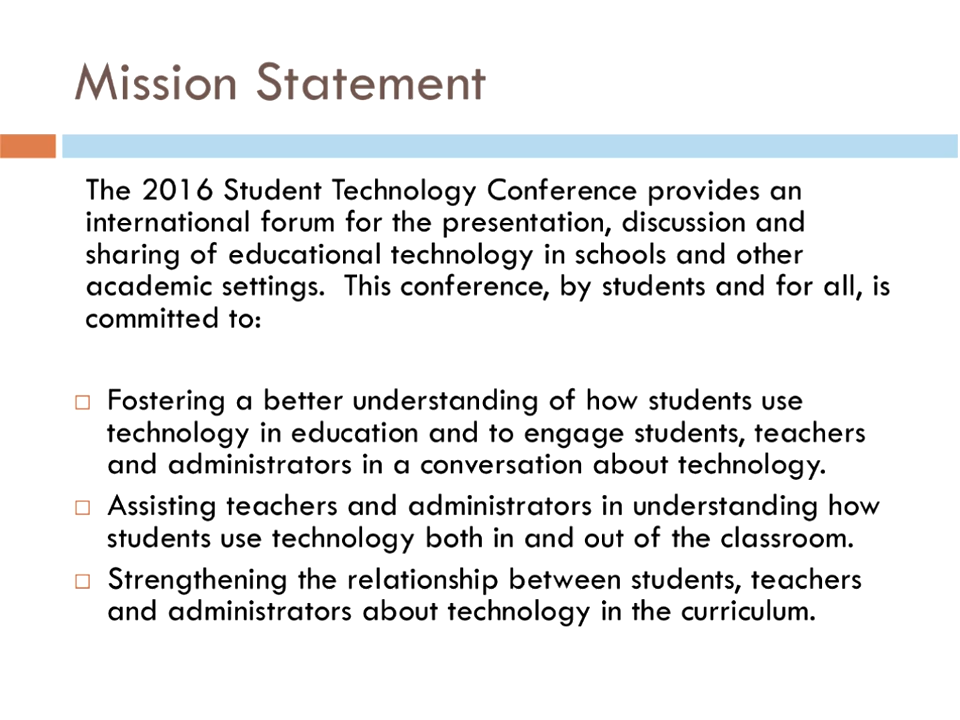 Mission Statement
The 2016 Student Technology Conference provides an
international forum for the presentation, discussion and
sharing of educational technology in schools and other
academic settings.  This conference, by students and for all, is
committed to:
Fostering a better understanding of how students use
technology in education and to engage students, teachers
and administrators in a conversation about technology.
Assisting teachers and administrators in understanding how
students use technology both in and out of the classroom.
Strengthening the relationship between students, teachers
and administrators about technology in the curriculum.